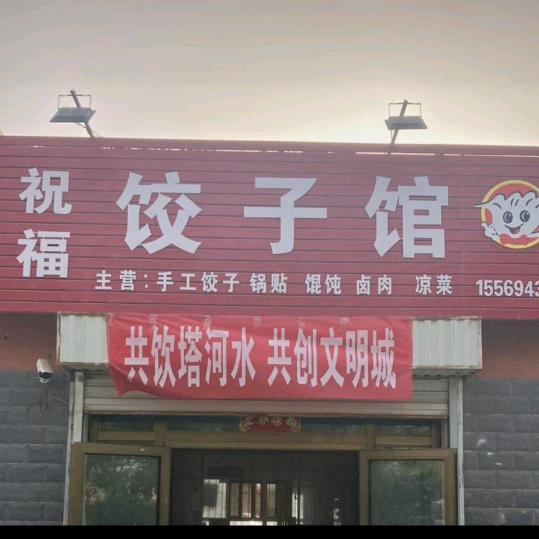 祝福
饺子馆
主营：手工饺子 锅贴 馄饨 卤肉 凉菜 1556943
共饮塔河水 共创文明城